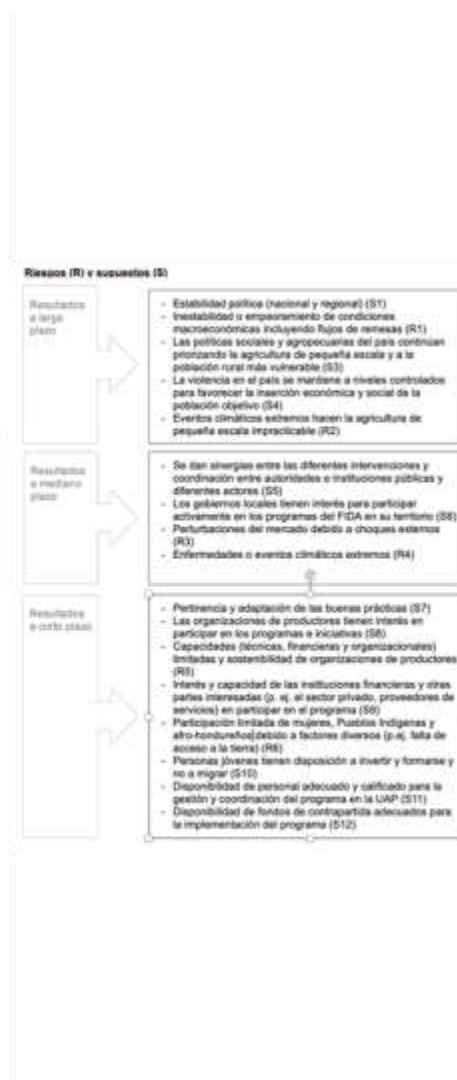 Riesgos (R) y supuestos (S)
Resultados
a largo
plazo
- Estabilidad política (nacional y regional) (S1)
- Inestabilidad o empeoramiento de condiciones
macroeconómicas incluyendo flujos de remesas (R1)
- Las políticas sociales y agropecuarias del país continúan
priorizando la agricultura de pequeña escala y a la
población rural más vulnerable (S3)
- La violencia en el país se mantiene a niveles controlados
para favorecer la inserción económica y social de la
población objetivo (S4)
- Eventos climáticos extremos hacen la agricultura de
pequeña escala impracticable (R2)
Resultados
a mediano
plazo
- Se dan sinergias entre las diferentes intervenciones y
coordinación entre autoridades e instituciones públicas y
diferentes actores (S5)
- Los gobiernos locales tienen interés para participar
activamente en los programas del FIDA en su territorio (S6)
- Perturbaciones del mercado debido a choques externos
(R3)
- Enfermedades o eventos climáticos extremos (R4)
Resultados
a corto plazo
- Pertinencia y adaptación de las buenas prácticas (S7)
- Las organizaciones de productores tienen interés en
participar en los programas e iniciativas (S8)
- Capacidades (técnicas, financieras y organizacionales)
limitadas y sostenibilidad de organizaciones de productores
(R5)
- Interés y capacidad de las instituciones financieras y otras
partes interesadas (p. ej. el sector privado, proveedores de
servicios) en participar en el programa (S9)
- Participación limitada de mujeres, Pueblos Indígenas y
afro-hondureños debido a factores diversos (p.ej. falta de
acceso a la tierra) (R6)
- Personas jóvenes tienen disposición a invertir y formarse y
no a migrar (S10)
- Disponibilidad de personal adecuado y calificado para la
gestión y coordinación del programa en la UAP (S11)
- Disponibilidad de fondos de contrapartida adecuados para
la implementación del programa (S12)